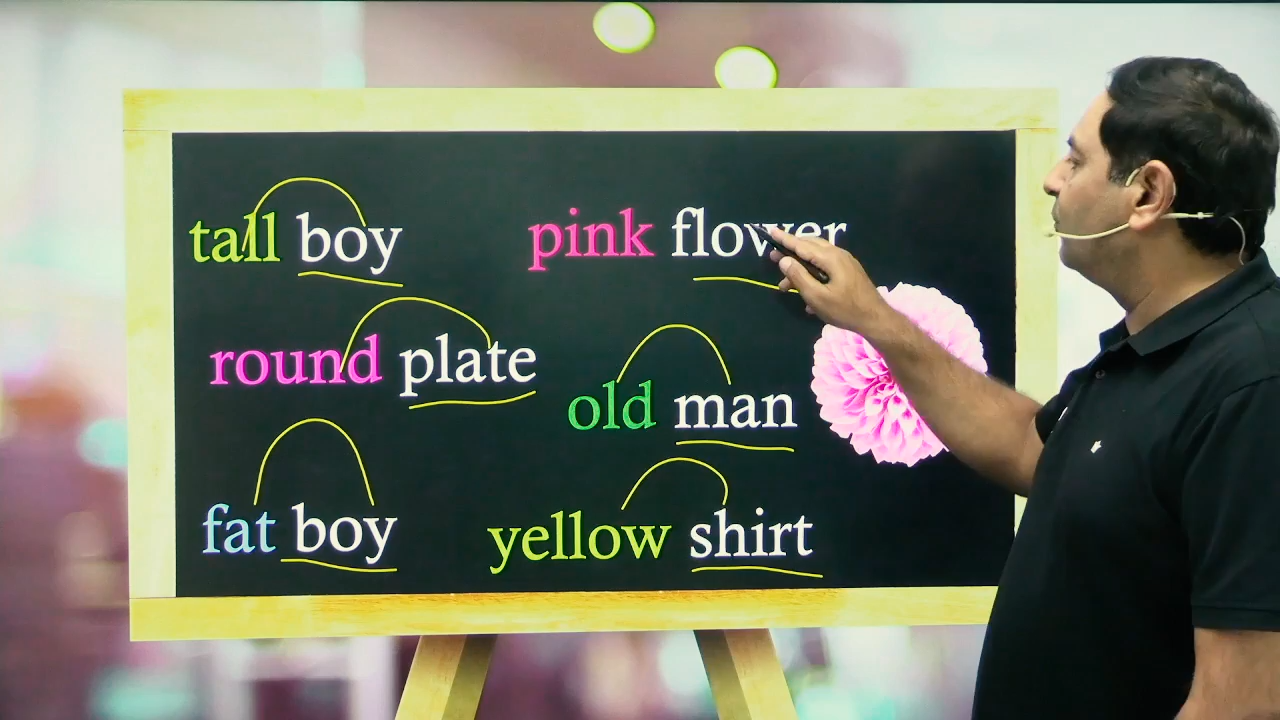 tall boy
pink flower
round plate
old man
fat boy
yellow shirt